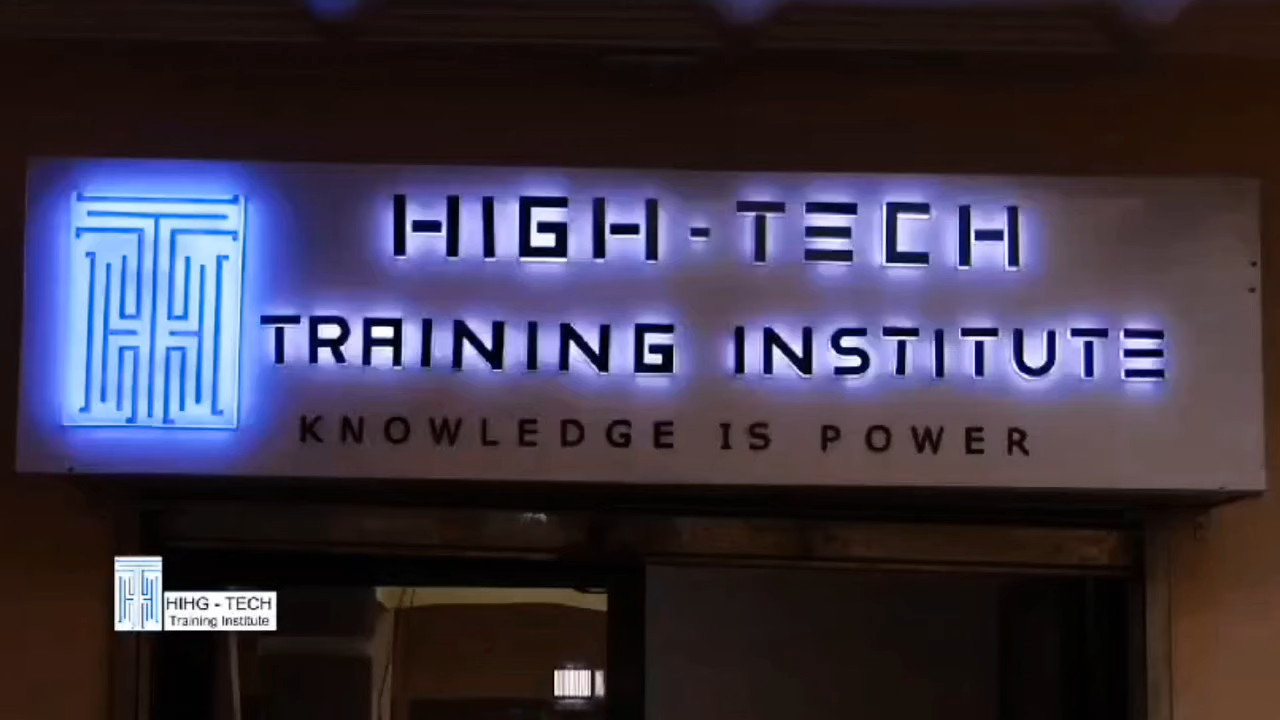 HIGH-TECH
TRAINING INSTITUTE
KNOWLEDGE IS POWER
HIHG - TECH
Training Institute